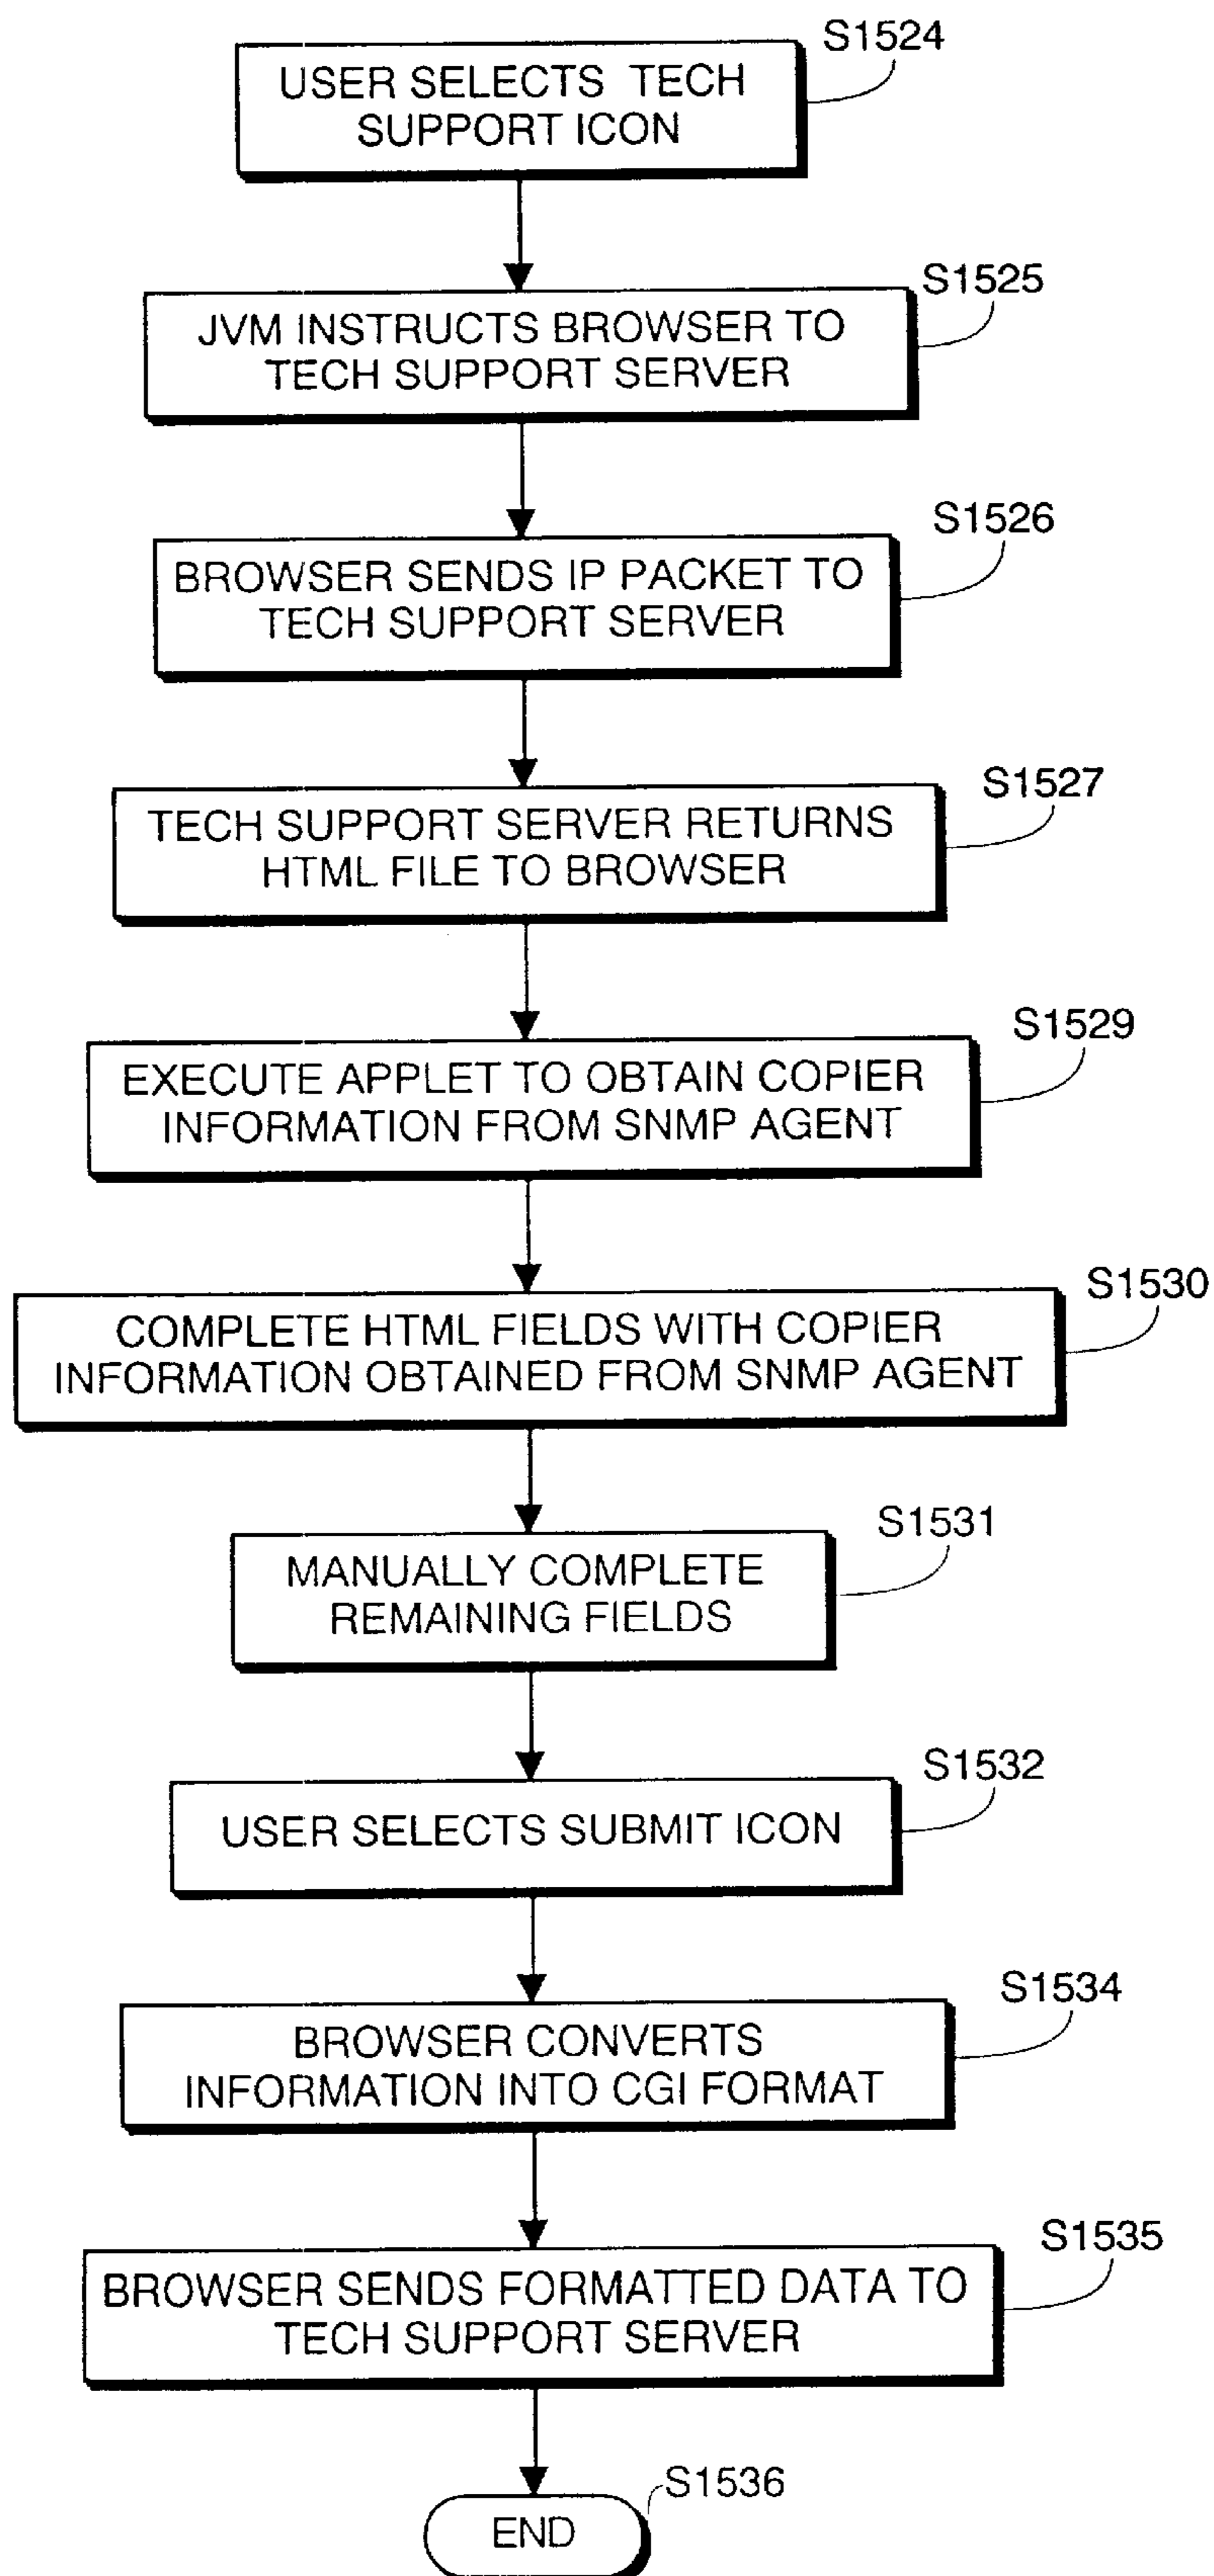 S1524
USER SELECTS TECH
SUPPORT ICON
S1525
JVM INSTRUCTS BROWSER TO
TECH SUPPORT SERVER
S1526
BROWSER SENDS IP PACKET TO
TECH SUPPORT SERVER
S1527
TECH SUPPORT SERVER RETURNS
HTML FILE TO BROWSER
S1529
EXECUTE APPLET TO OBTAIN COPIER
INFORMATION FROM SNMP AGENT
S1530
COMPLETE HTML FIELDS WITH COPIER
INFORMATION OBTAINED FROM SNMP AGENT
S1531
MANUALLY COMPLETE
REMAINING FIELDS
S1532
USER SELECTS SUBMIT ICON
S1534
BROWSER CONVERTS
INFORMATION INTO CGI FORMAT
S1535
BROWSER SENDS FORMATTED DATA TO
TECH SUPPORT SERVER
S1536
END